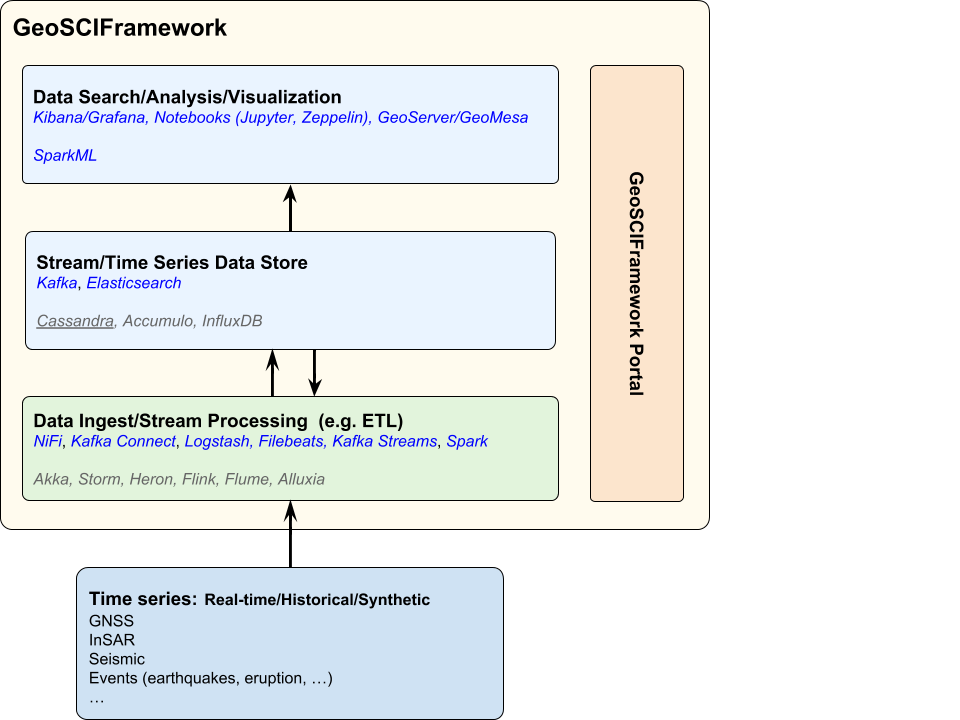 GeoSCIFramework
Data Search/Analysis/Visualization
Kibana/Grafana, Notebooks (Jupyter, Zeppelin), GeoServer/GeoMesa
SparkML
Stream/Time Series Data Store
Kafka, Elasticsearch
Cassandra, Accumulo, InfluxDB
Data Ingest/Stream Processing  (e.g. ETL)
NiFi, Kafka Connect, Logstash, Filebeats, Kafka Streams, Spark
Akka, Storm, Heron, Flink, Flume, Alluxia
GeoSCIFramework Portal
Time series: Real-time/Historical/Synthetic
GNSS
InSAR
Seismic
Events (earthquakes, eruption, …)
…